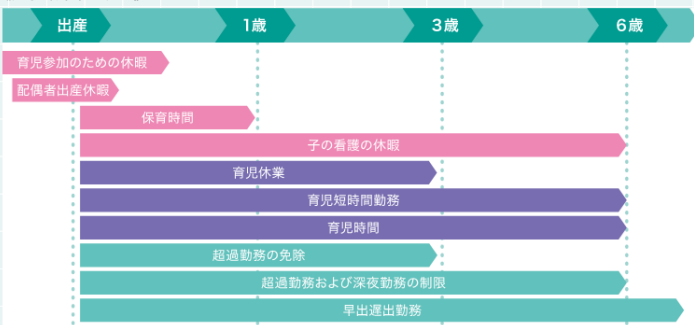 出産 1歳 3歳 6歳
育児参加のための休暇
配偶者出産休暇
保育時間
子の看護の休暇
育児休業
育児短時間勤務
育児時間
超過勤務の免除
超過勤務および深夜勤務の制限
早出遅出勤務